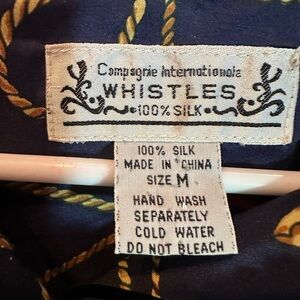 Compagnie Internationale
WHISTLES
100% SILK
100% SILK
MADE IN CHINA
SIZE M
HAND WASH
SEPARATELY
COLD WATER
DO NOT BLEACH